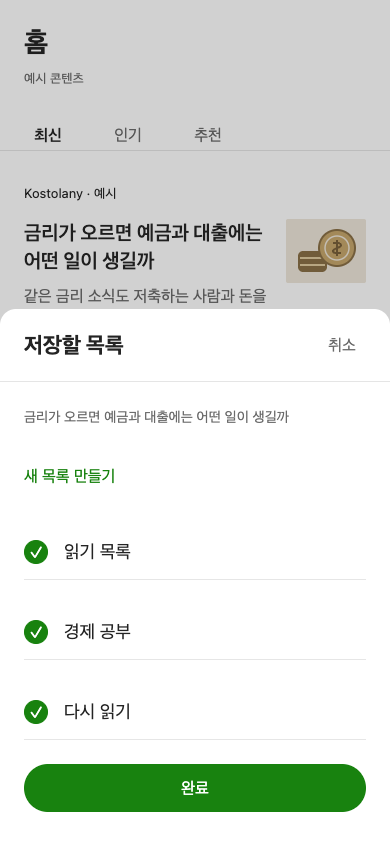 홈
예시 콘텐츠
최신 인기 추천
Kostolany · 예시
금리가 오르면 예금과 대출에는
어떤 일이 생길까
같은 금리 소식도 저축하는 사람과 돈을
저장할 목록 취소
금리가 오르면 예금과 대출에는 어떤 일이 생길까
새 목록 만들기
읽기 목록
경제 공부
다시 읽기
완료